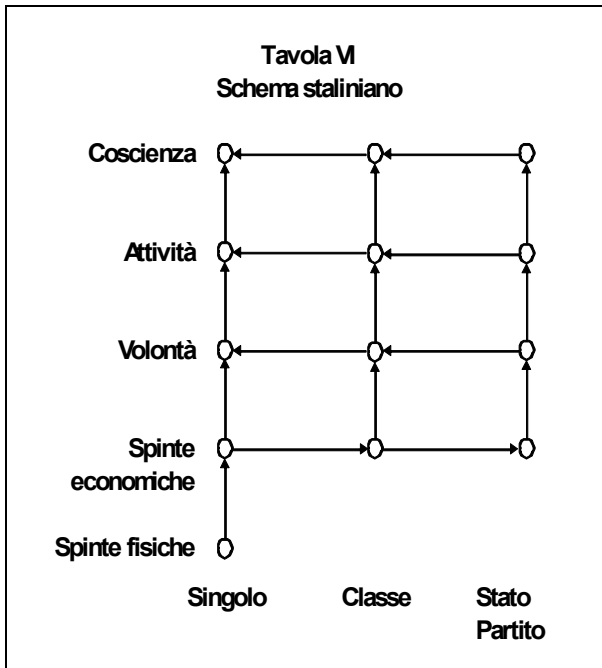 Tavola VI
Schema staliniano
Coscienza
Attività
Volontà
Spinte
economiche
Spinte fisiche
Singolo Classe Stato
Partito